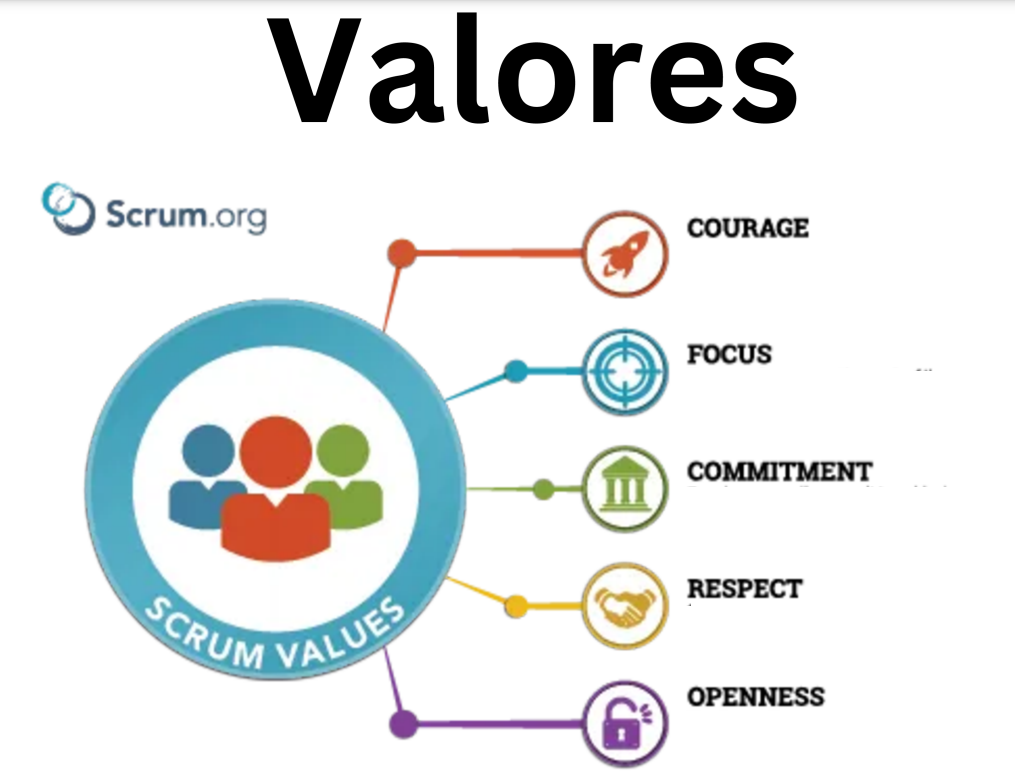 Valores
Scrum.org
COURAGE
FOCUS
COMMITMENT
RESPECT
OPENNESS
SCRUM VALUES